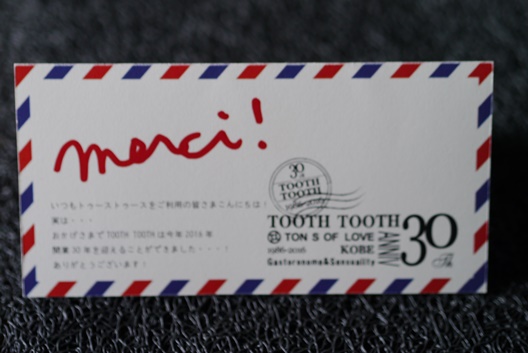 merci!
30
TOOTH TOOTH
1986-2016
いつもトゥーストゥースをご利用の皆さまこんにちは!
実は・・・
おかげさまで TOOTH TOOTH は今年 2016 年
開業 30 年を迎えることができました・・・!
ありがとうございます!
TOOTH TOOTH
TON S OF LOVE
1986-2016 KOBE
Gastoronome&Sensuality
ANNIV
30
Th